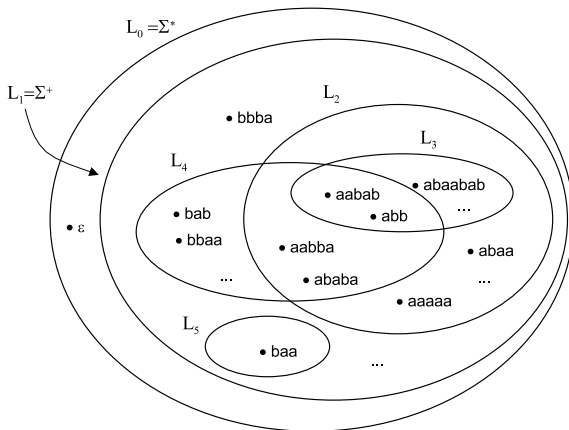 L0 =Σ*
L1=Σ+
L2
bbba
L3
L4
abaabab
aabab
...
bab
abb
ε
bbaa
aabba
abaa
...
ababa
...
aaaaa
L5
baa
...